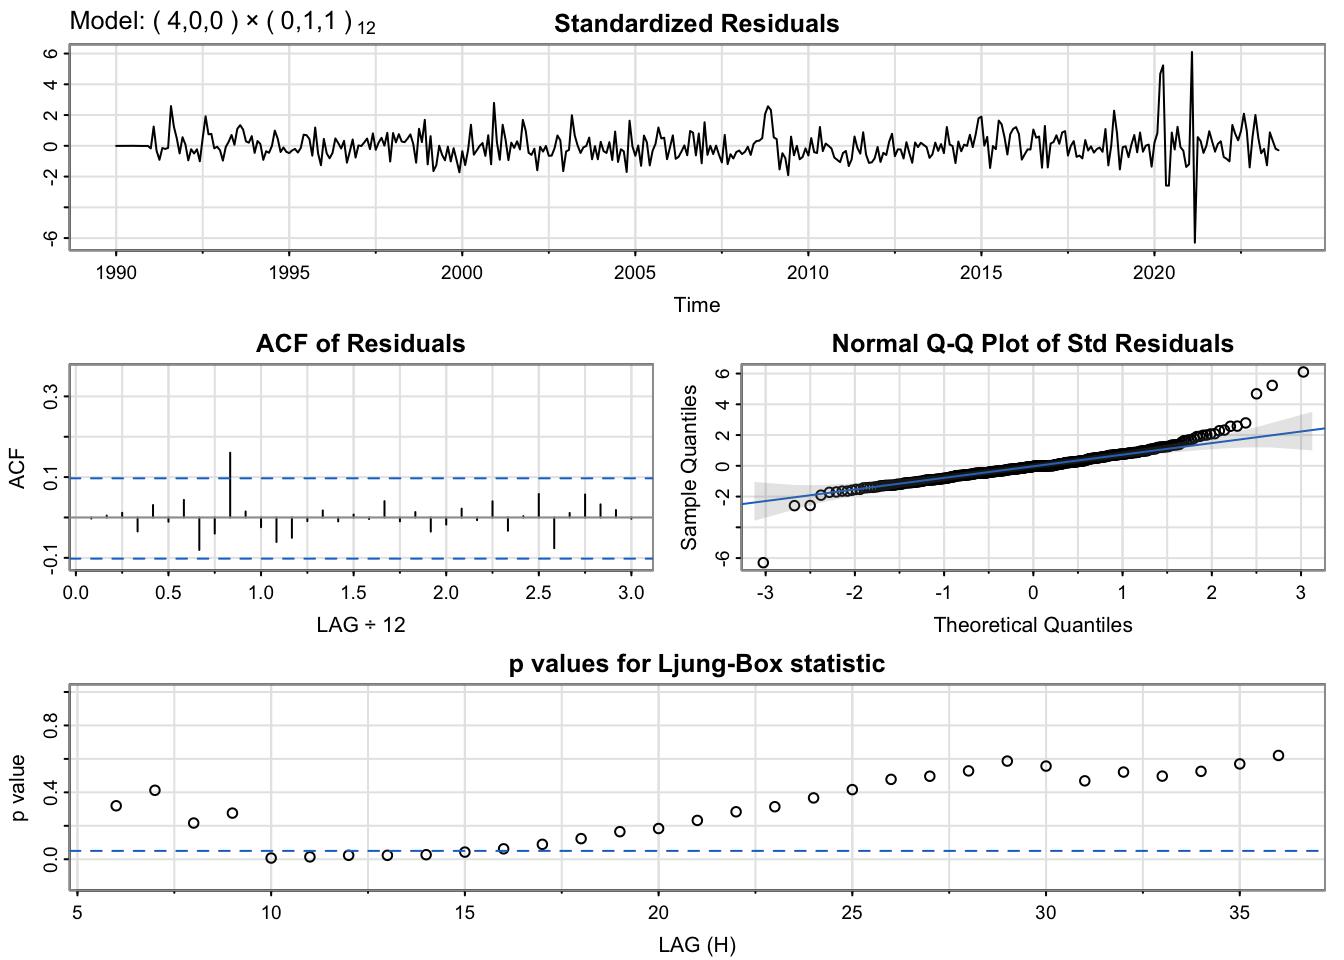 Model: ( 4,0,0 ) × ( 0,1,1 ) 12
Standardized Residuals
6
4
2
0
-2
-6
1990 1995 2000 2005 2010 2015 2020
Time
ACF of Residuals
ACF
0.3
0.1
-0.1
0.0 0.5 1.0 1.5 2.0 2.5 3.0
LAG ÷ 12
Normal Q-Q Plot of Std Residuals
Sample Quantiles
6
4
2
0
-2
-6
-3 -2 -1 0 1 2 3
Theoretical Quantiles
p values for Ljung-Box statistic
p value
0.8
0.4
0.0
5 10 15 20 25 30 35
LAG (H)